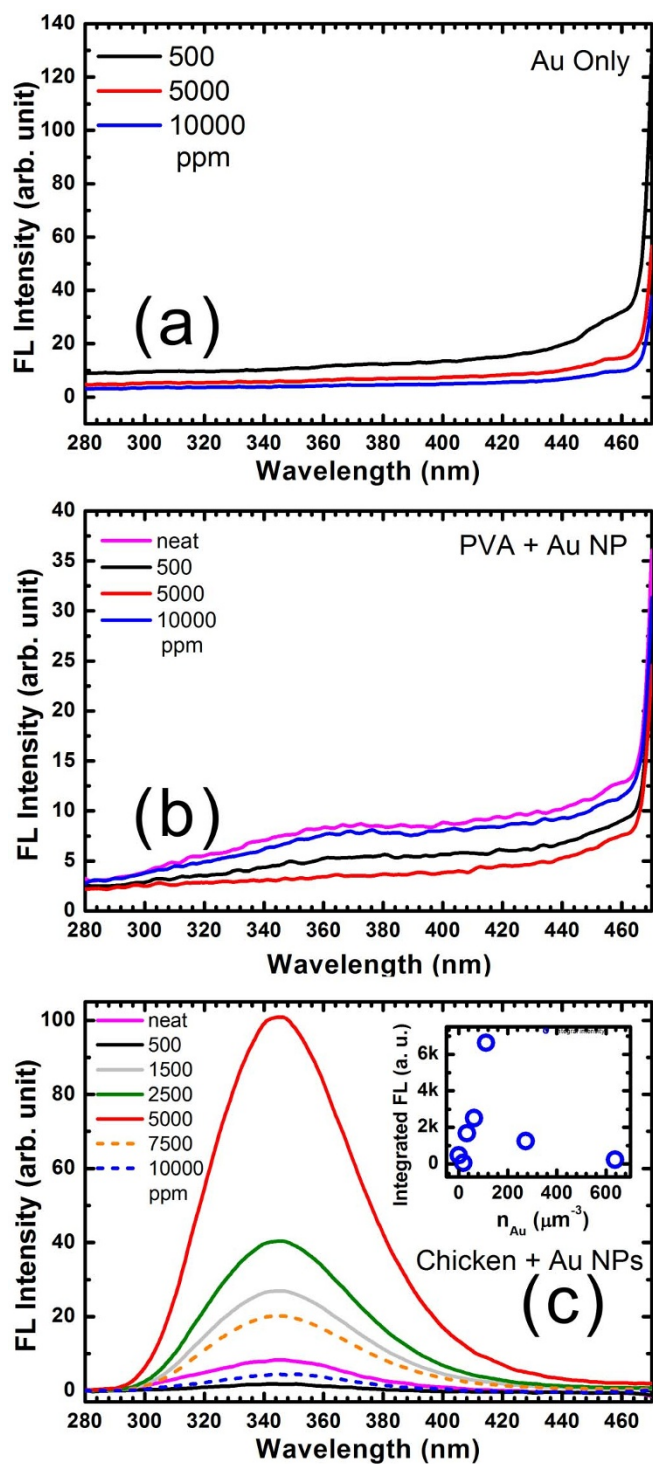 140
120
100
80
60
40
20
0
FL Intensity (arb. unit)
500
5000
10000
ppm
Au Only
(a)
280 300 320 340 360 380 400 420 440 460
Wavelength (nm)
40
35
30
25
20
15
10
5
0
FL Intensity (arb. unit)
neat
500
5000
10000
ppm
PVA + Au NP
(b)
280 300 320 340 360 380 400 420 440 460
Wavelength (nm)
100
80
60
40
20
0
FL Intensity (arb. unit)
neat
500
1500
2500
5000
7500
10000
ppm
6k
4k
2k
0
Integrated FL (a. u.)
0 200 400 600
nAu (µm-3)
Chicken + Au NPs
(c)
280 300 320 340 360 380 400 420 440 460
Wavelength (nm)